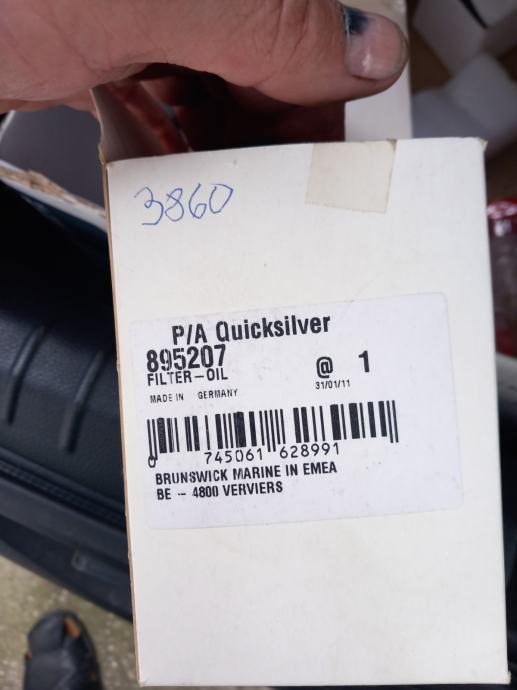 3860
P/A Quicksilver
895207
FILTER-OIL
@ 1
MADE IN GERMANY
31/01/11
0 745061 628991
BRUNSWICK MARINE IN EMEA
BE -- 4800 VERVIERS